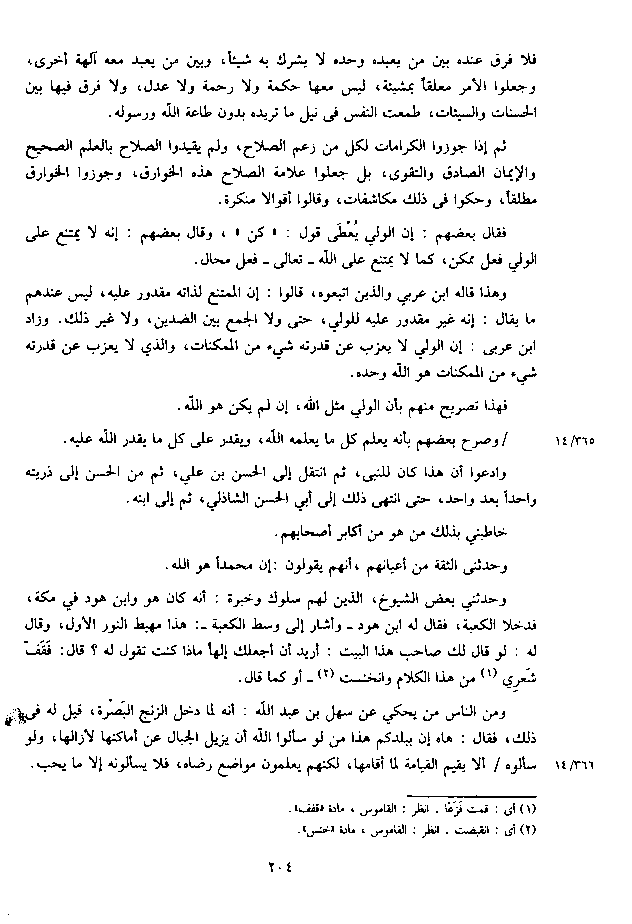 فلا فرق عنده بين من يعبده وحده لا يشرك به شيئاً، وبين من يعبد معه آلهة أخرى،
وجعلوا الأمر معلقاً بمشيئة، ليس معها حكمة ولا رحمة ولا عدل، ولا فرق فيها بين
الحسنات والسيئات، طمعت النفس فى نيل ما تريده بدون طاعة الله ورسوله.
ثم إذا جوزوا الكرامات لكل من زعم الصلاح، ولم يقيدوا الصلاح بالعلم الصحيح
والإيمان الصادق والتقوى، بل جعلوا علامة الصلاح هذه الخوارق، وجوزوا الخوارق
مطلقاً، وحكوا فى ذلك مكاشفات، وقالوا أقوالا منكرة.
فقال بعضهم : إن الولي يُعْطَى قول : « كن » ، وقال بعضهم : إنه لا يمتنع على
الولي فعل ممكن، كما لا يمتنع على الله ـ تعالى ـ فعل محال.
وهذا قاله ابن عربي والذين اتبعوه، قالوا : إن الممتنع لذاته مقدور عليه، ليس عندهم
ما يقال : إنه غير مقدور عليه للولي، حتى ولا الجمع بين الضدين، ولا غير ذلك. وزاد
ابن عربى : إن الولي لا يعزب عن قدرته شيء من الممكنات، والذي لا يعزب عن قدرته
شيء من الممكنات هو الله وحده.
فهذا تصريح منهم بأن الولي مثل الله، إن لم يكن هو الله.
١٤/٣٦٥ / وصرح بعضهم بأنه يعلم كل ما يعلمه الله، ويقدر على كل ما يقدر الله عليه.
وادعوا أن هذا كان للنبى، ثم انتقل إلى الحسن بن علي، ثم من الحسن إلى ذريته
واحداً بعد واحد، حتى انتهى ذلك إلى أبي الحسن الشاذلي، ثم إلى ابنه.
خاطبني بذلك من هو من أكابر أصحابهم.
وحدثنى الثقة من أعيانهم ،أنهم يقولون :إن محمداً هو الله.
وحدثني بعض الشيوخ، الذين لهم سلوك وخبرة : أنه كان هو وابن هود في مكة،
فدخلا الكعبة، فقال له ابن هود ـ وأشار إلى وسط الكعبة ـ: هذا مهبط النور الأول، وقال
له : لو قال لك صاحب هذا البيت : أريد أن أجعلك إلهاً ماذا كنت تقول له ؟ قال: فَقَفّ
شَعْرِي (١) من هذا الكلام وانخنست (٢) ـ أو كما قال.
ومن الناس من يحكي عن سهل بن عبد الله : أنه لما دخل الزنج البَصْرة، قيل له فى
ذلك، فقال : هاه إن ببلدكم هذا من لو سألوا الله أن يزيل الجبال عن أماكنها لأزالها، ولو
١٤/٣٦٦ سألوه / ألا يقيم القيامة لما أقامها، لكنهم يعلمون مواضع رضاه، فلا يسألونه إلا ما يحب.
(١) أى : قمت فَزَعًا . انظر : القاموس ، مادة «قفف».
(٢) أى : انقبضت . انظر : القاموس ، مادة «خنس».
٢٠٤